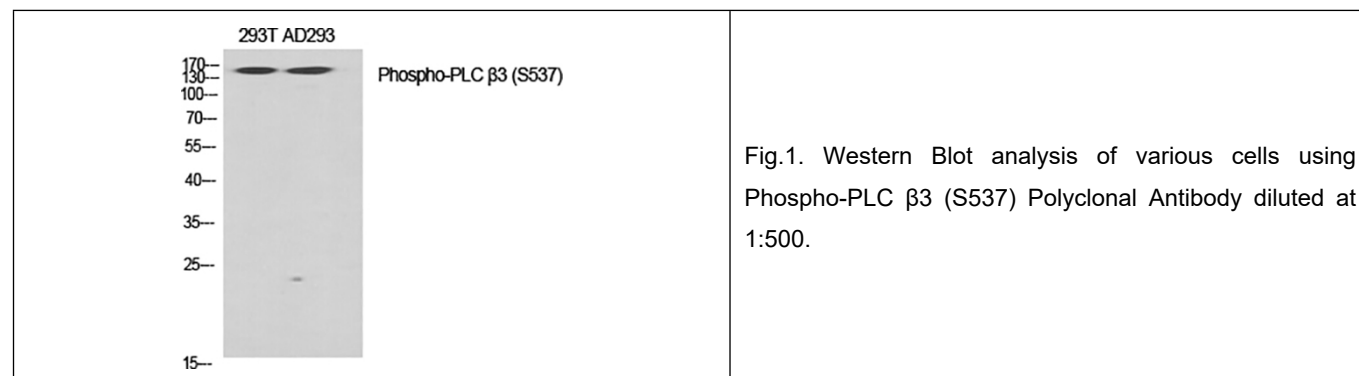 293T AD293
170---
130---
100---
70---
55---
40---
35---
25---
15---
Phospho-PLC β3 (S537)
Fig.1. Western Blot analysis of various cells using
Phospho-PLC β3 (S537) Polyclonal Antibody diluted at
1:500.